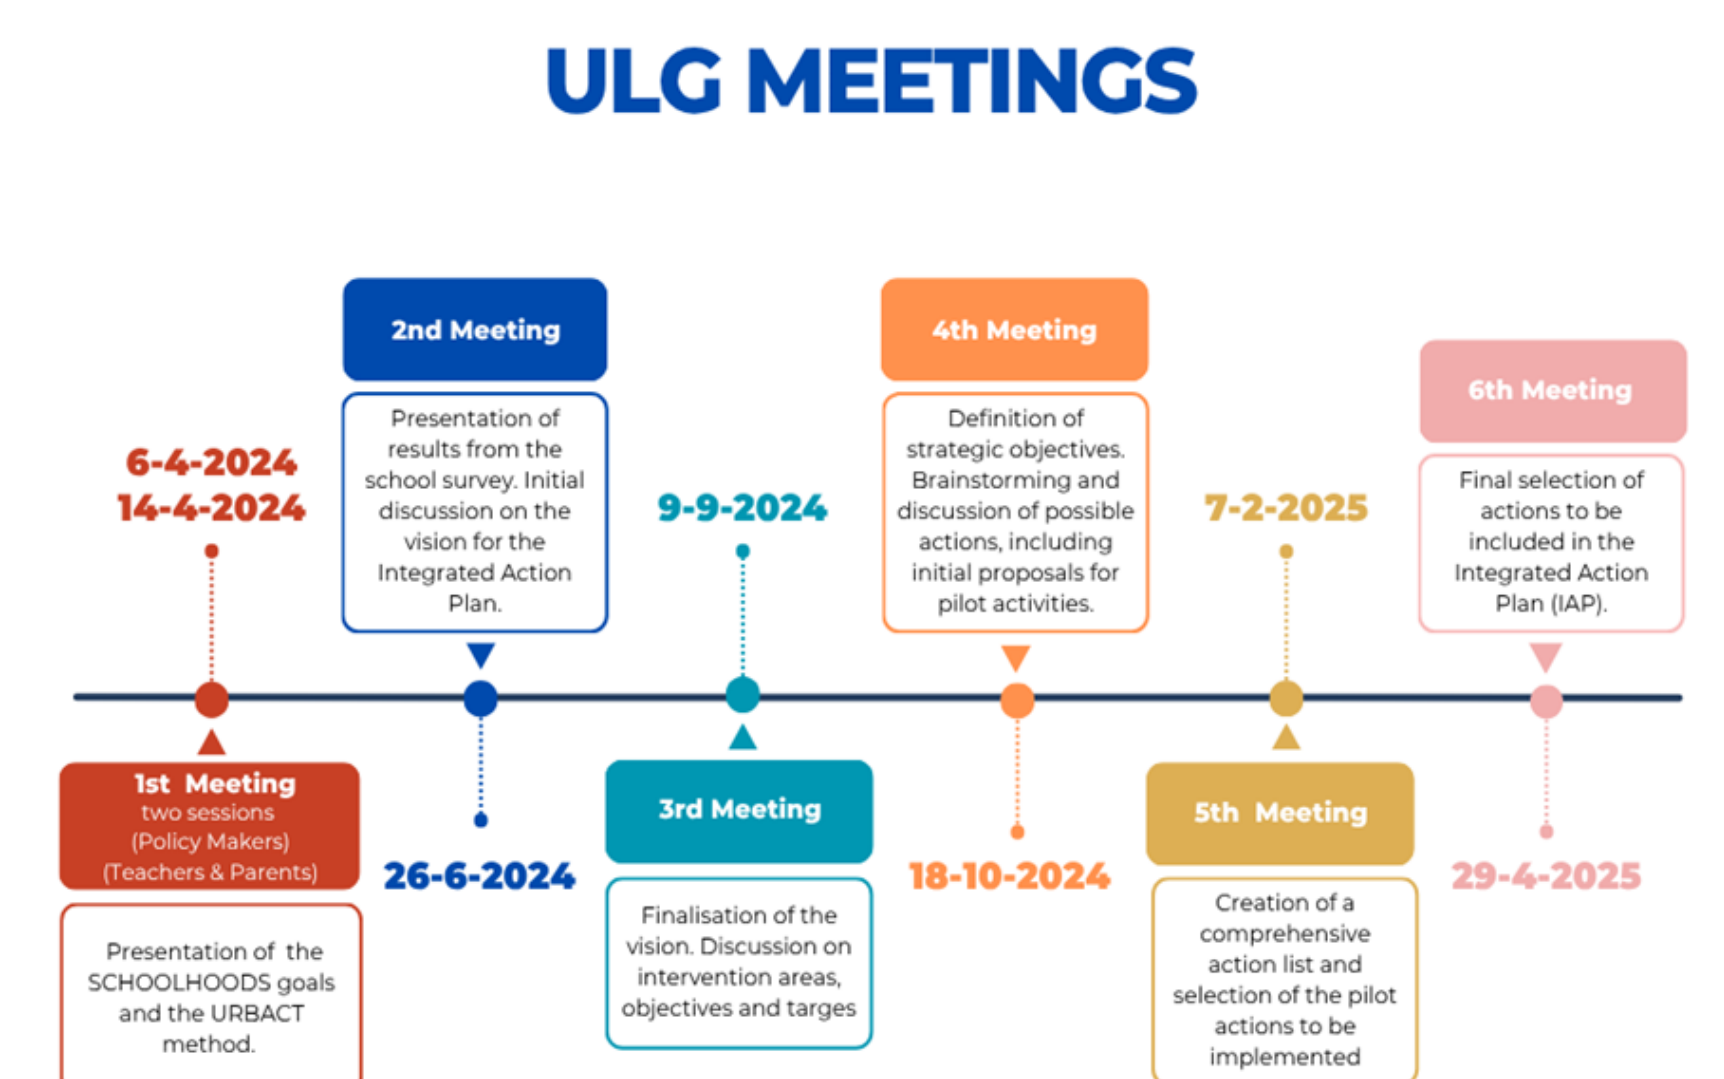 ULG MEETINGS
6-4-2024
14-4-2024
1st Meeting
two sessions
(Policy Makers)
(Teachers & Parents)
Presentation of the
SCHOOLHOODS goals
and the URBACT
method.
2nd Meeting
Presentation of
results from the
school survey. Initial
discussion on the
vision for the
Integrated Action
Plan.
26-6-2024
9-9-2024
3rd Meeting
Finalisation of the
vision. Discussion on
intervention areas,
objectives and targes
4th Meeting
Definition of
strategic objectives.
Brainstorming and
discussion of possible
actions, including
initial proposals for
pilot activities.
18-10-2024
7-2-2025
5th Meeting
Creation of a
comprehensive
action list and
selection of the pilot
actions to be
implemented
6th Meeting
Final selection of
actions to be
included in the
Integrated Action
Plan (IAP).
29-4-2025